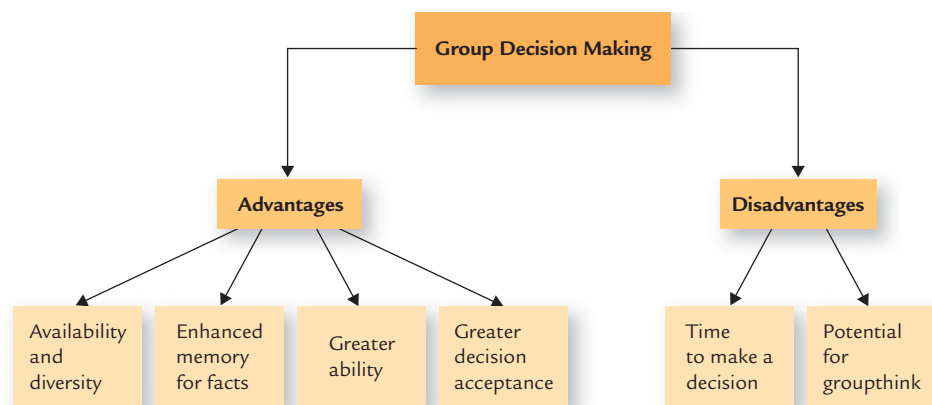 Group Decision Making
Advantages
Disadvantages
Availability
and
diversity
Enhanced
memory
for facts
Greater
ability
Greater
decision
acceptance
Time
to make a
decision
Potential
for
groupthink